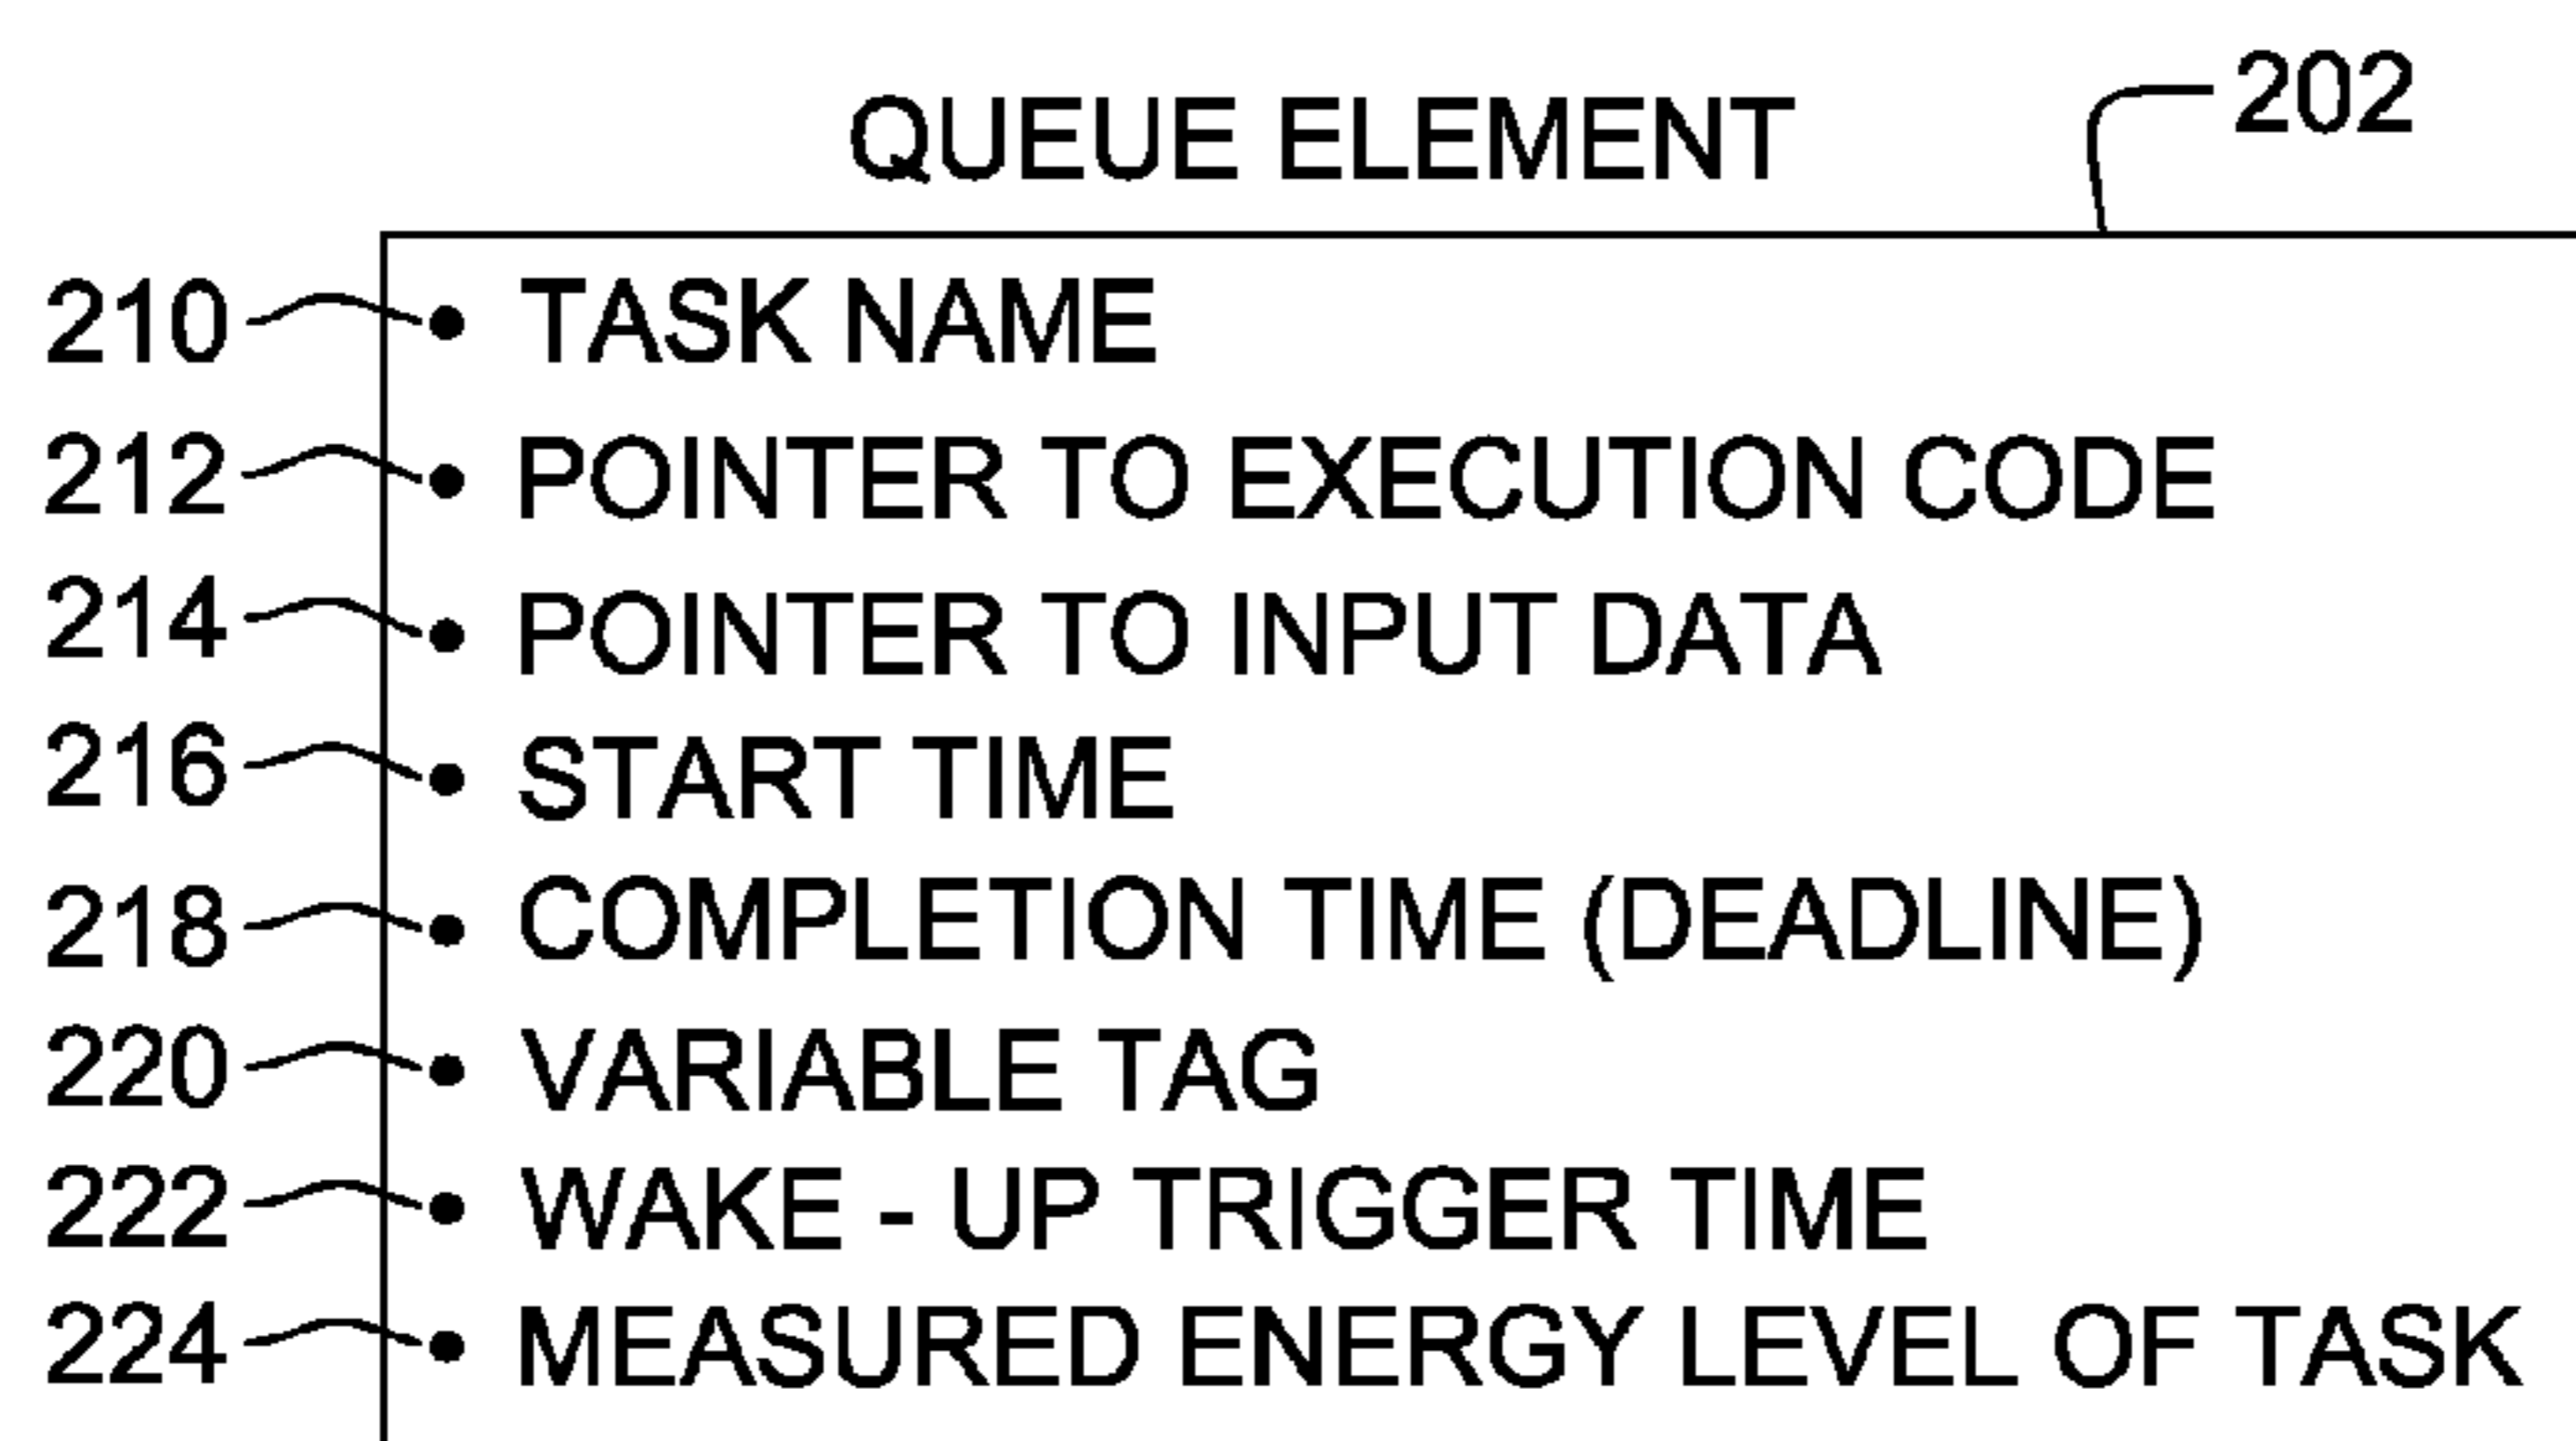 QUEUE ELEMENT 202
210 • TASK NAME
212 • POINTER TO EXECUTION CODE
214 • POINTER TO INPUT DATA
216 • START TIME
218 • COMPLETION TIME (DEADLINE)
220 • VARIABLE TAG
222 • WAKE - UP TRIGGER TIME
224 • MEASURED ENERGY LEVEL OF TASK